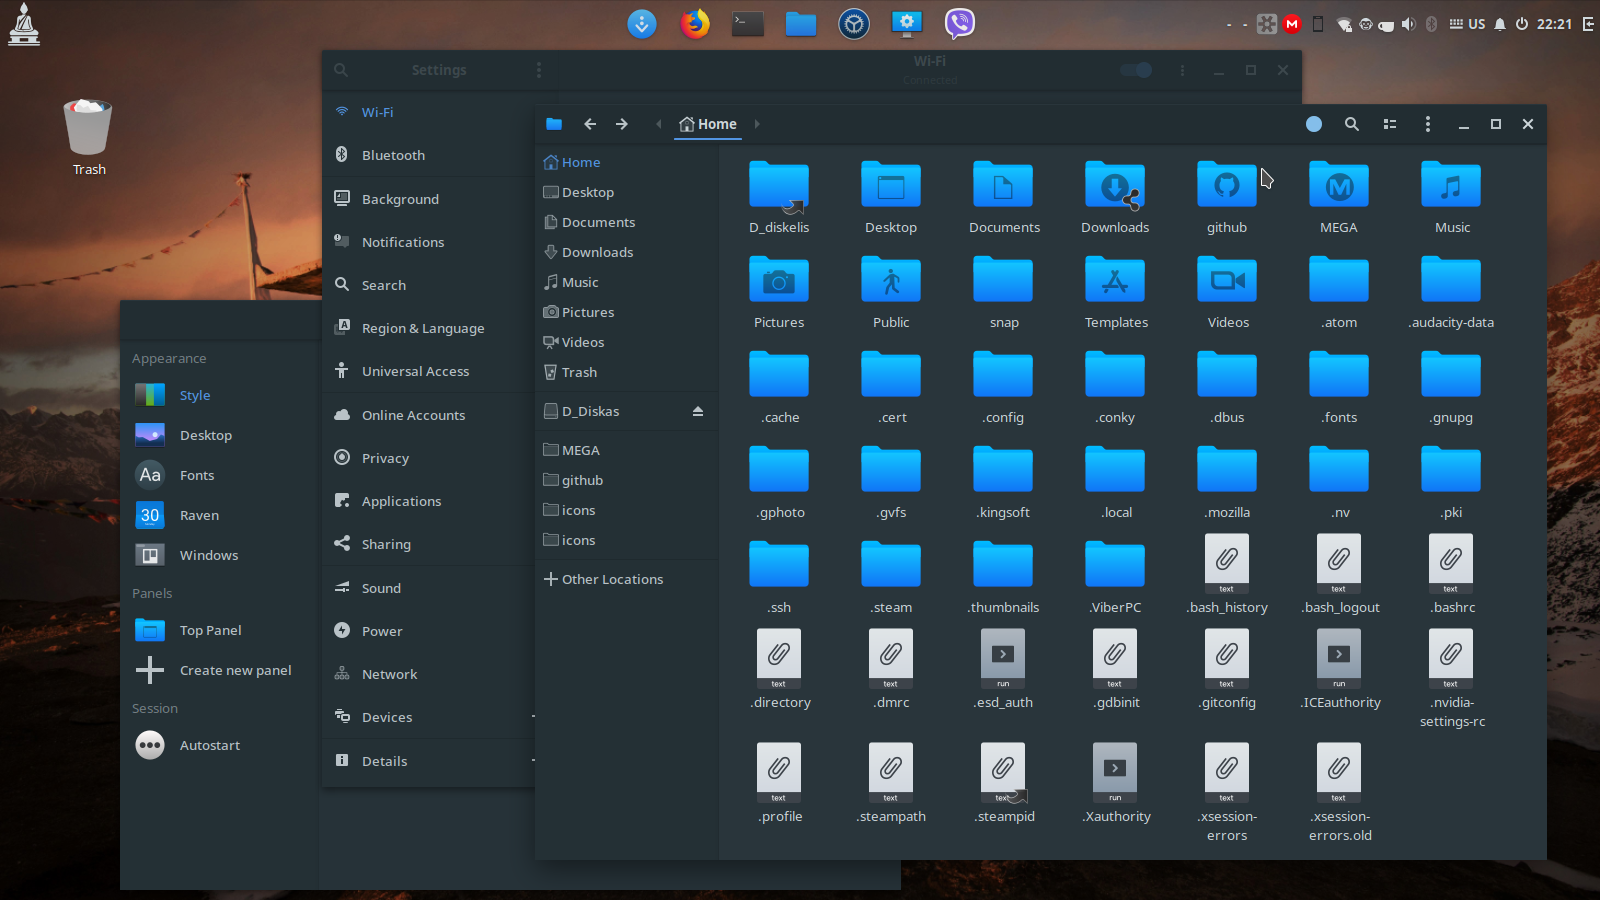 - - US 22:21
Trash
Settings
Wi-Fi
Connected
Wi-Fi
Bluetooth
Background
Notifications
Search
Region & Language
Universal Access
Online Accounts
Privacy
Applications
Sharing
Sound
Power
Network
Devices
Details
Appearance
Style
Desktop
Aa Fonts
30 Raven
Windows
Panels
Top Panel
Create new panel
Session
Autostart
Home
Home
Desktop
Documents
Downloads
Music
Pictures
Videos
Trash
D_Diskas
MEGA
github
icons
icons
Other Locations
D_diskelis Desktop Documents Downloads github MEGA Music
Pictures Public snap Templates Videos .atom .audacity-data
.cache .cert .config .conky .dbus .fonts .gnupg
.gphoto .gvfs .kingsoft .local .mozilla .nv .pki
text text text
.ssh .steam .thumbnails .ViberPC .bash_history .bash_logout .bashrc
text text run text text run text
.directory .dmrc .esd_auth .gdbinit .gitconfig .ICEauthority .nvidia-
settings-rc
text text text run text text
.profile .steampath .steampid .Xauthority .xsession- .xsession-
errors errors.old